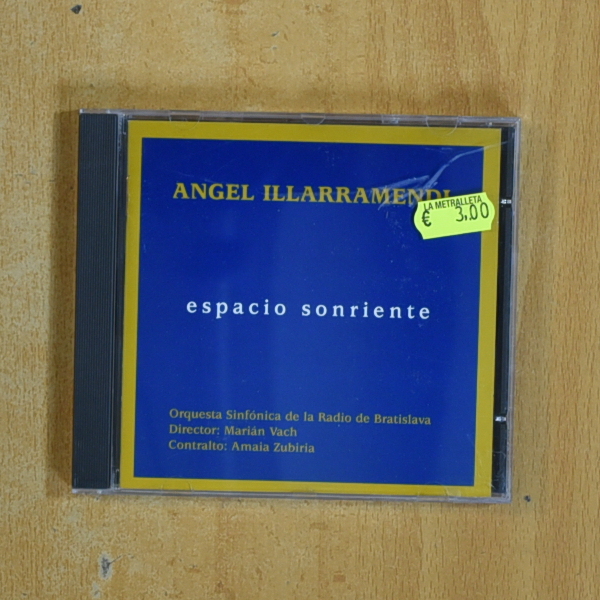 ANGEL ILLARRAMENDI
LA METRALLETA
€ 3,00
espacio sonriente
Orquesta Sinfónica de la Radio de Bratislava
Director: Marián Vach
Contralto: Amaia Zubiria